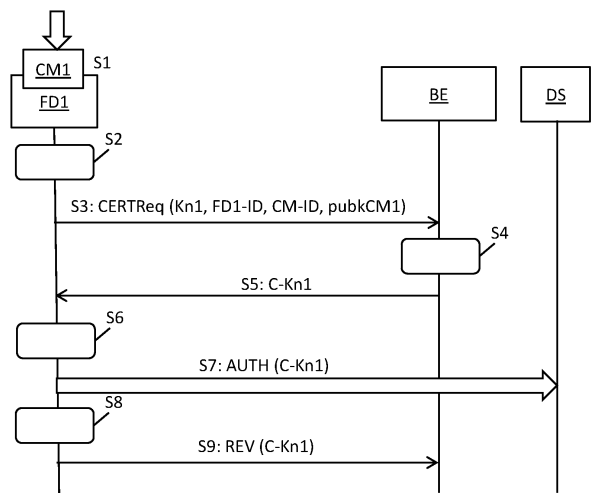 CM1
S1
FD1
BE
DS
S2
S3: CERTReq (Kn1, FD1-ID, CM-ID, pubkCM1)
S4
S5: C-Kn1
S6
S7: AUTH (C-Kn1)
S8
S9: REV (C-Kn1)